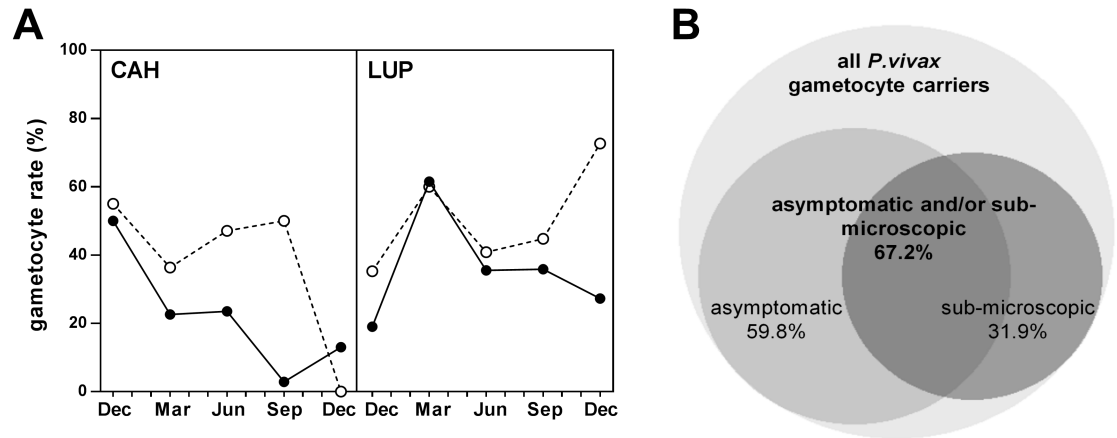 A
B
CAH
LUP
gametocyte rate (%)
100
80
60
40
20
0
Dec Mar Jun Sep Dec Dec Mar Jun Sep Dec
all P.vivax
gametocyte carriers
asymptomatic and/or sub-
microscopic
67.2%
asymptomatic
59.8%
sub-microscopic
31.9%